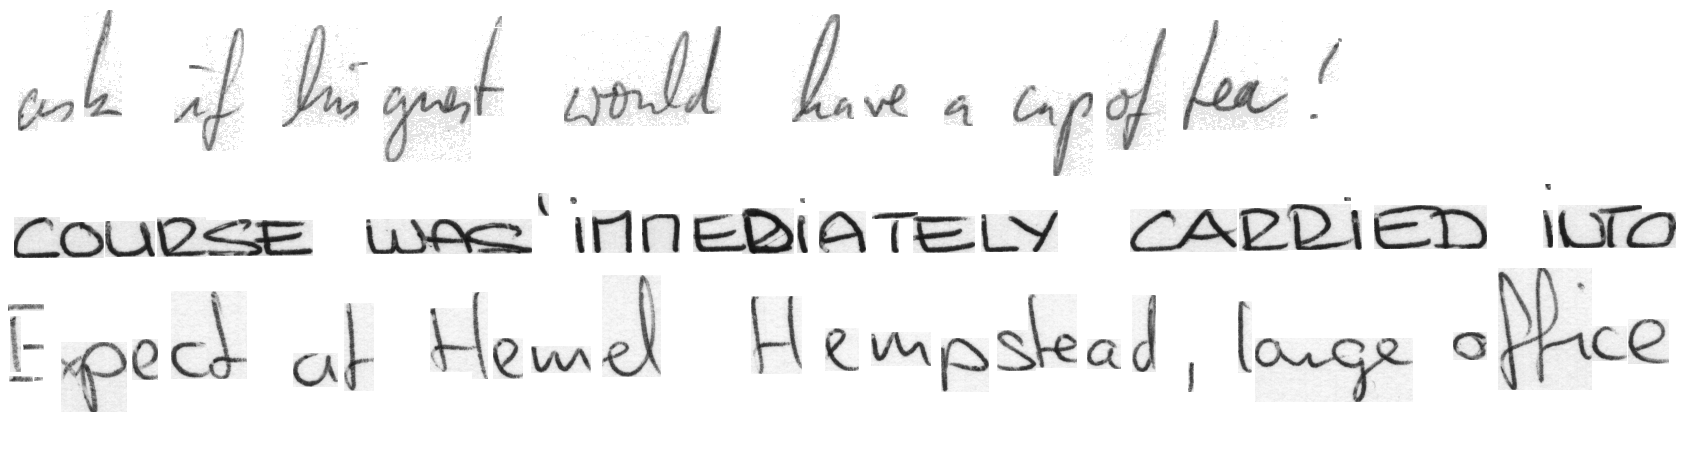 ask if his guest would have a cup of tea!
COURSE WAS' IMMEDIATELY CARRIED INTO
Expect at Hemel Hempstead, large office